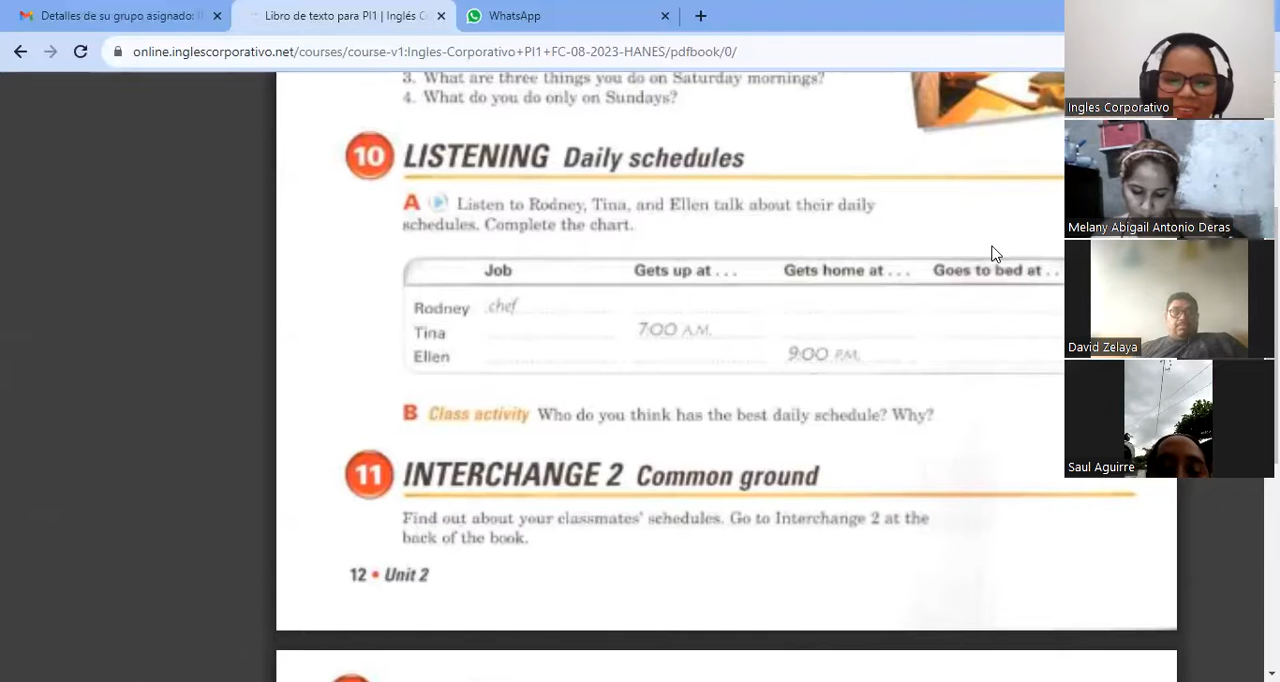 Detalles de su grupo asignado:
Libro de texto para PI1 | Inglés C
WhatsApp
online.inglescorporativo.net/courses/course-v1:Ingles-Corporativo+PI1+FC-08-2023-HANES/pdfbook/0/
3. What are three things you do on Saturday mornings?
4. What do you do only on Sundays?
10 LISTENING Daily schedules
A Listen to Rodney, Tina, and Ellen talk about their daily
schedules. Complete the chart.
Job Gets up at . . . Gets home at . . . Goes to bed at . .
Rodney chef
Tina 7:00 A.M.
Ellen 9:00 P.M.
B Class activity Who do you think has the best daily schedule? Why?
11 INTERCHANGE 2 Common ground
Find out about your classmates' schedules. Go to Interchange 2 at the
back of the book.
12 • Unit 2
Ingles Corporativo
Melany Abigail Antonio Deras
David Zelaya
Saul Aguirre